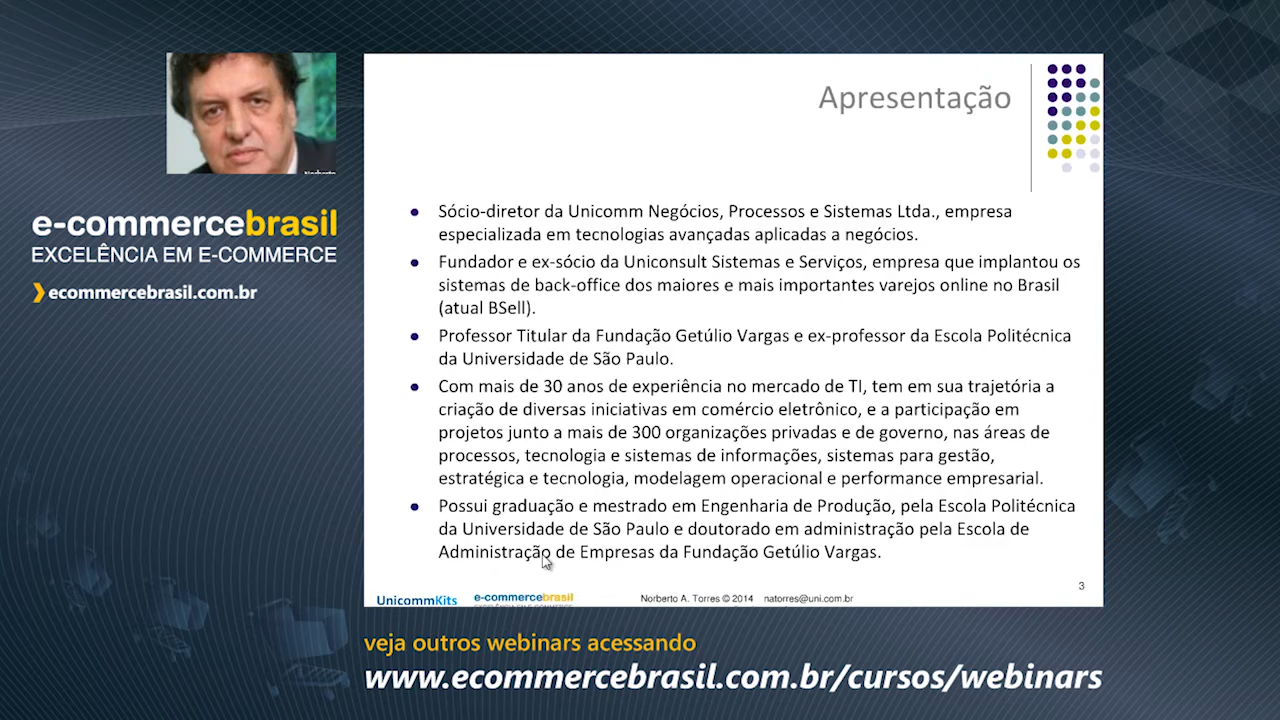 Apresentação
Norberto
e-commercebrasil
EXCELÊNCIA EM E-COMMERCE
ecommercebrasil.com.br
• Sócio-diretor da Unicomm Negócios, Processos e Sistemas Ltda., empresa
especializada em tecnologias avançadas aplicadas a negócios.
• Fundador e ex-sócio da Uniconsult Sistemas e Serviços, empresa que implantou os
sistemas de back-office dos maiores e mais importantes varejos online no Brasil
(atual BSell).
• Professor Titular da Fundação Getúlio Vargas e ex-professor da Escola Politécnica
da Universidade de São Paulo.
• Com mais de 30 anos de experiência no mercado de TI, tem em sua trajetória a
criação de diversas iniciativas em comércio eletrônico, e a participação em
projetos junto a mais de 300 organizações privadas e de governo, nas áreas de
processos, tecnologia e sistemas de informações, sistemas para gestão,
estratégica e tecnologia, modelagem operacional e performance empresarial.
• Possui graduação e mestrado em Engenharia de Produção, pela Escola Politécnica
da Universidade de São Paulo e doutorado em administração pela Escola de
Administração de Empresas da Fundação Getúlio Vargas.
3
UnicommKits
e-commercebrasil
EXCELÊNCIA EM E-COMMERCE
Norberto A. Torres © 2014 natorres@uni.com.br
veja outros webinars acessando
www.ecommercebrasil.com.br/cursos/webinars